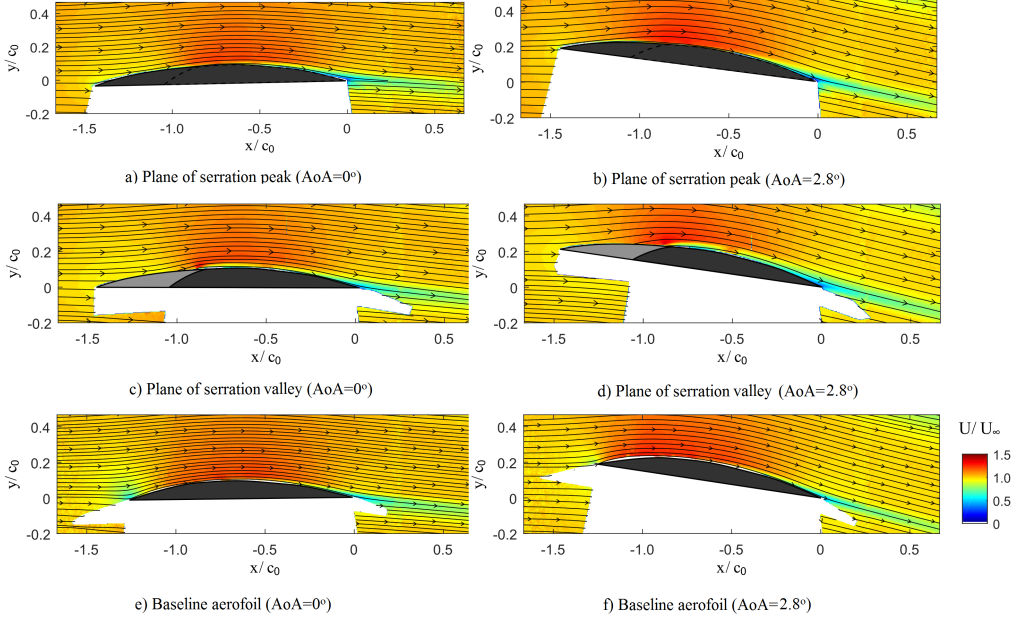 y/c₀
0.4
0.2
0
-0.2
-1.5 -1.0 -0.5 0 0.5
x/ c₀
a) Plane of serration peak (AoA=0°)
y/c₀
0.4
0.2
0
-0.2
-1.5 -1.0 -0.5 0 0.5
x/ c₀
b) Plane of serration peak (AoA=2.8°)
y/c₀
0.4
0.2
0
-0.2
-1.5 -1.0 -0.5 0 0.5
x/ c₀
c) Plane of serration valley (AoA=0°)
y/c₀
0.4
0.2
0
-0.2
-1.5 -1.0 -0.5 0 0.5
x/ c₀
d) Plane of serration valley (AoA=2.8°)
y/c₀
0.4
0.2
0
-0.2
-1.5 -1.0 -0.5 0 0.5
x/ c₀
e) Baseline aerofoil (AoA=0°)
y/c₀
0.4
0.2
0
-0.2
-1.5 -1.0 -0.5 0 0.5
x/ c₀
f) Baseline aerofoil (AoA=2.8°)
U/ U∞
1.5
1.0
0.5
0